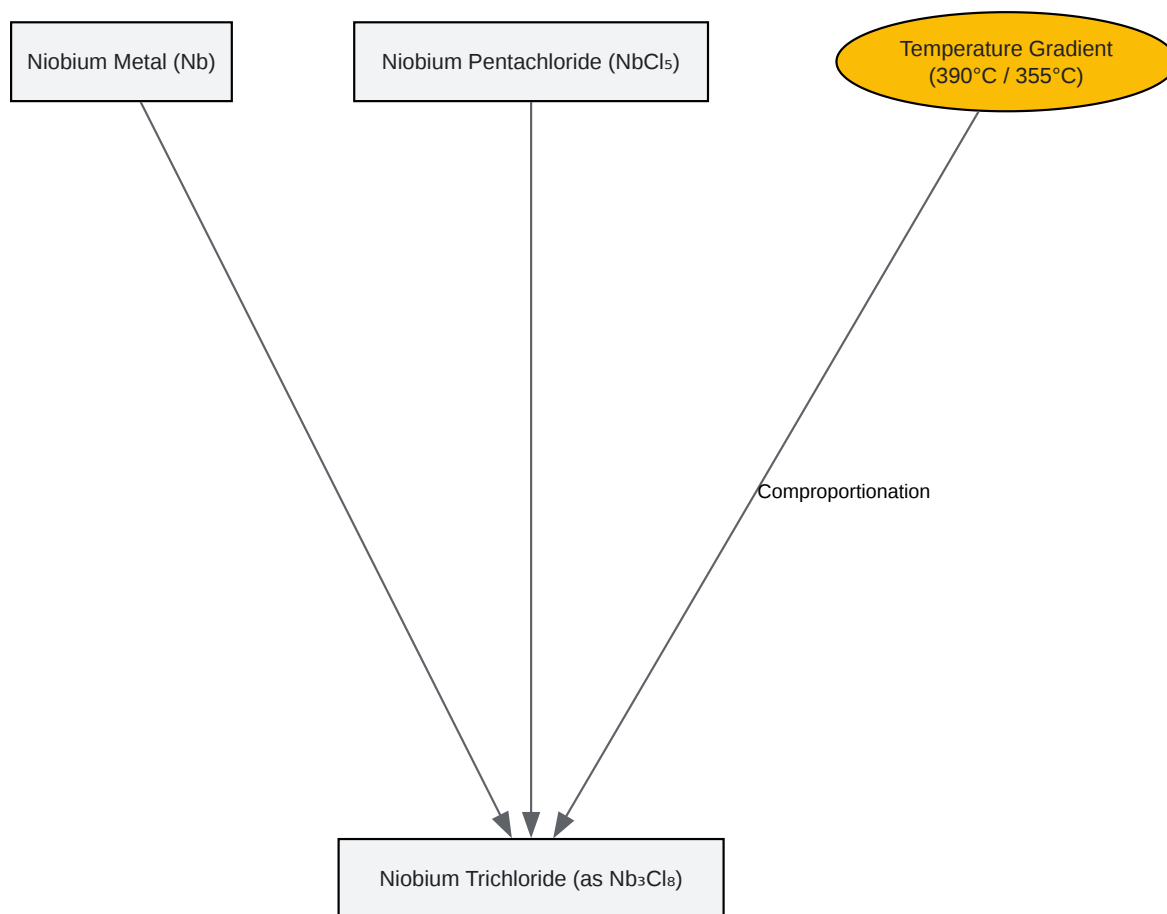 Niobium Metal (Nb)
Niobium Pentachloride (NbCl₅)
Temperature Gradient
(390°C / 355°C)
Comproportionation
Niobium Trichloride (as Nb₃Cl₈)